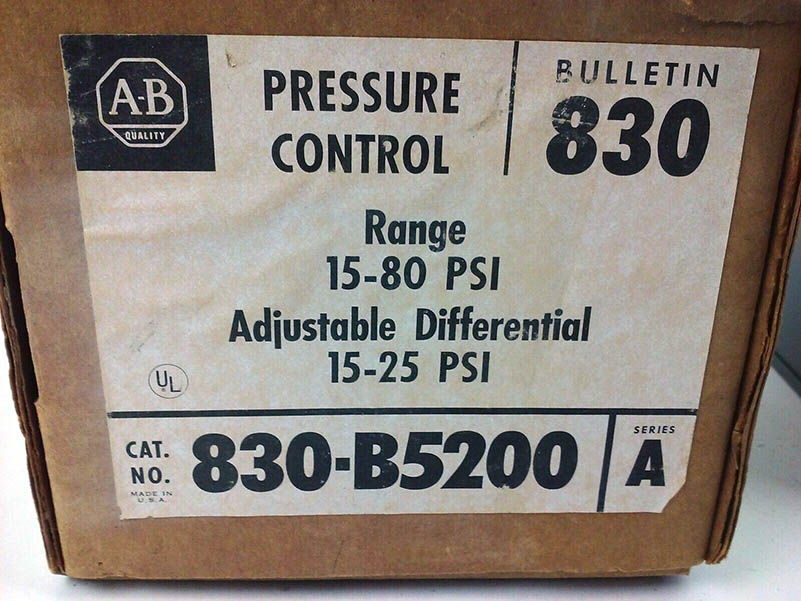 A-B
QUALITY
PRESSURE
CONTROL
BULLETIN
830
Range
15-80 PSI
Adjustable Differential
15-25 PSI
UL
CAT.
NO.
MADE IN
U.S.A.
830-B5200
SERIES
A